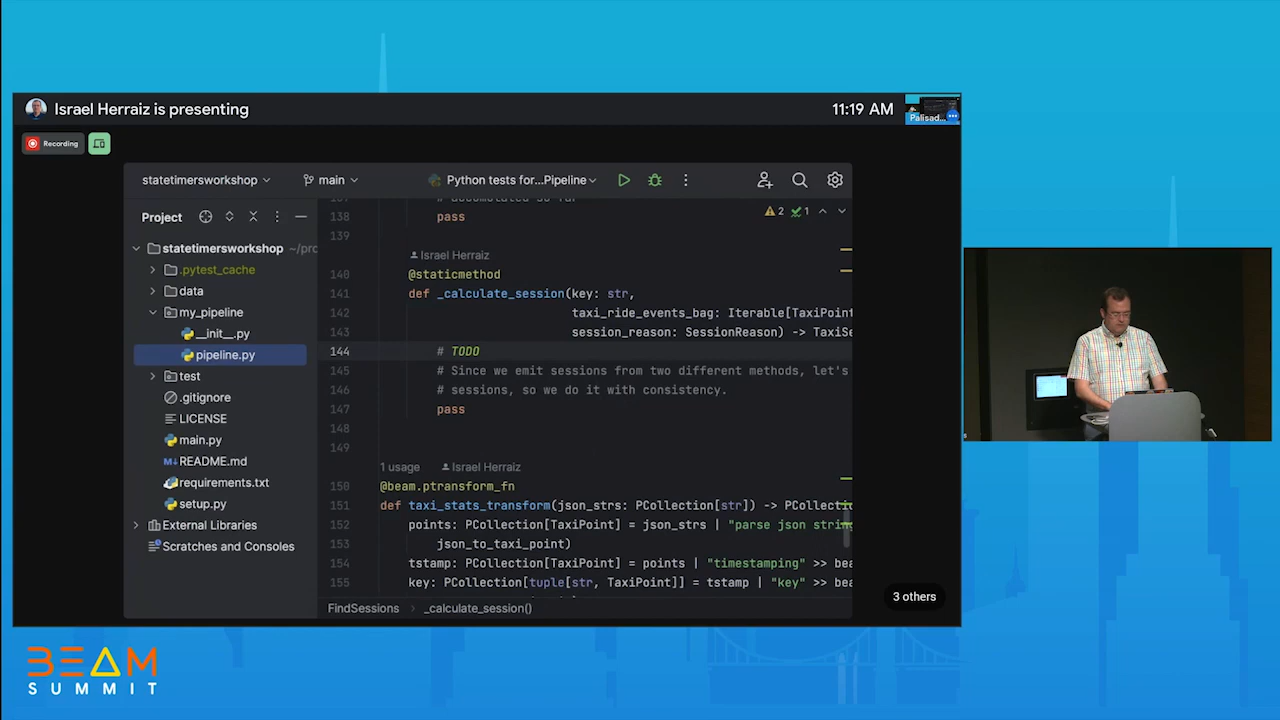 Israel Herraiz is presenting
11:19 AM
Palisad...
Recording
statetimersworkshop
main
Python tests for...Pipeline
Project
2
1
statetimersworkshop ~/pro
.pytest_cache
data
my_pipeline
__init__.py
pipeline.py
test
.gitignore
LICENSE
main.py
M↓ README.md
requirements.txt
setup.py
External Libraries
Scratches and Consoles
138 pass
139
Israel Herraiz
140 @staticmethod
141 def _calculate_session(key: str,
142 taxi_ride_events_bag: Iterable[TaxiPoint
143 session_reason: SessionReason) -> TaxiSe
144 # TODO
145 # Since we emit sessions from two different methods, let's
146 # sessions, so we do it with consistency.
147 pass
148
149
1 usage Israel Herraiz
150 @beam.ptransform_fn
151 def taxi_stats_transform(json_strs: PCollection[str]) -> PCollectio
152 points: PCollection[TaxiPoint] = json_strs | "parse json string
153 json_to_taxi_point)
154 tstamp: PCollection[TaxiPoint] = points | "timestamping" >> bea
155 key: PCollection[tuple[str, TaxiPoint]] = tstamp | "key" >> bea
FindSessions > _calculate_session()
3 others
BEAM
SUMMIT